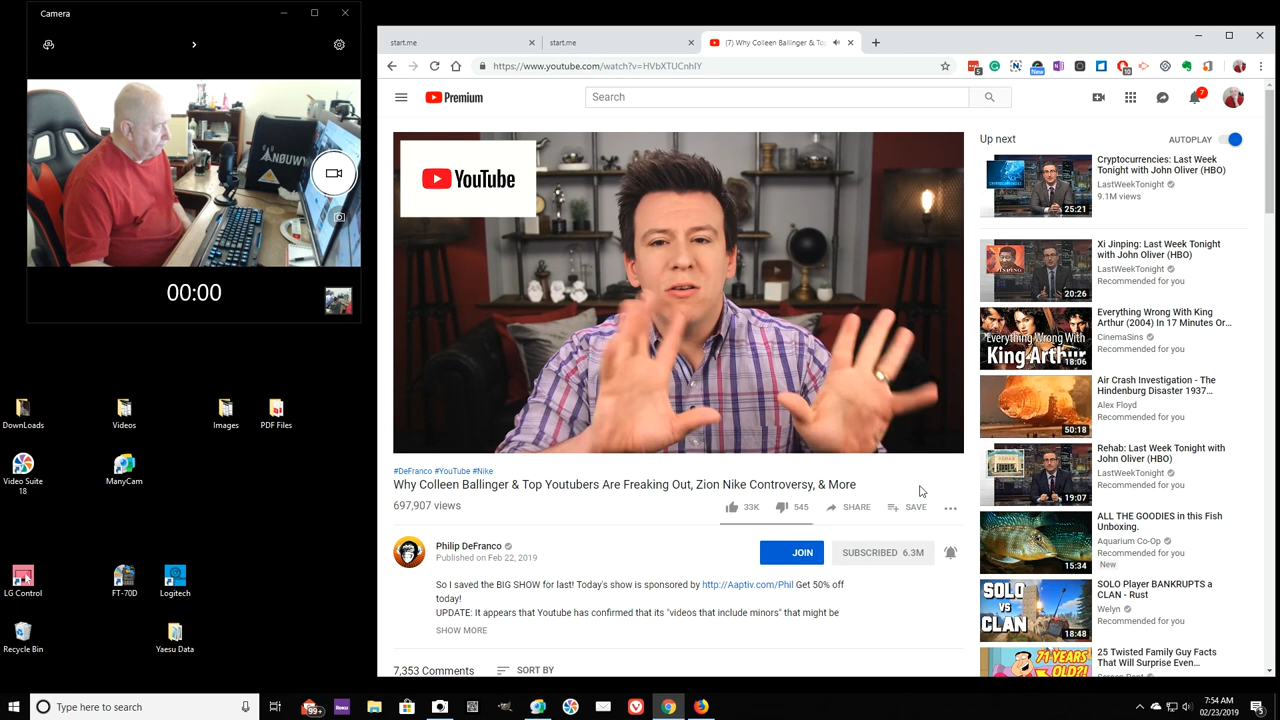 Camera
00:00
DownLoads
Videos
Images
PDF Files
Video Suite
18
ManyCam
LG Control
FT-70D
Logitech
Recycle Bin
Yaesu Data
start.me
start.me
(7) Why Colleen Ballinger & To
https://www.youtube.com/watch?v=HVbXTUCnhIY
Premium
Search
7
YouTube
#DeFranco #YouTube #Nike
Why Colleen Ballinger & Top Youtubers Are Freaking Out, Zion Nike Controversy, & More
697,907 views
33K
545
SHARE
SAVE
Philip DeFranco
Published on Feb 22, 2019
JOIN
SUBSCRIBED 6.3M
So I saved the BIG SHOW for last! Today's show is sponsored by http://Aaptiv.com/Phil Get 50% off
today!
UPDATE: It appears that Youtube has confirmed that its "videos that include minors" that might be
SHOW MORE
7,353 Comments
SORT BY
Up next
AUTOPLAY
Cryptocurrencies: Last Week
Tonight with John Oliver (HBO)
LastWeekTonight
9.1M views
25:21
Xi Jinping: Last Week Tonight
with John Oliver (HBO)
LastWeekTonight
Recommended for you
20:26
Everything Wrong With King
Arthur (2004) In 17 Minutes Or...
CinemaSins
Recommended for you
Everything Wrong With
King Arthur
18:06
Air Crash Investigation - The
Hindenburg Disaster 1937...
Alex Floyd
Recommended for you
50:18
Rehab: Last Week Tonight with
John Oliver (HBO)
LastWeekTonight
Recommended for you
19:07
ALL THE GOODIES in this Fish
Unboxing.
Aquarium Co-Op
Recommended for you
New
15:34
SOLO Player BANKRUPTS a
CLAN - Rust
Welyn
Recommended for you
SOLO
vs
CLAN
18:48
25 Twisted Family Guy Facts
That Will Surprise Even...
71-YEARS
OLD?!
Type here to search
99+
Roku
7:54 AM
02/23/2019
5